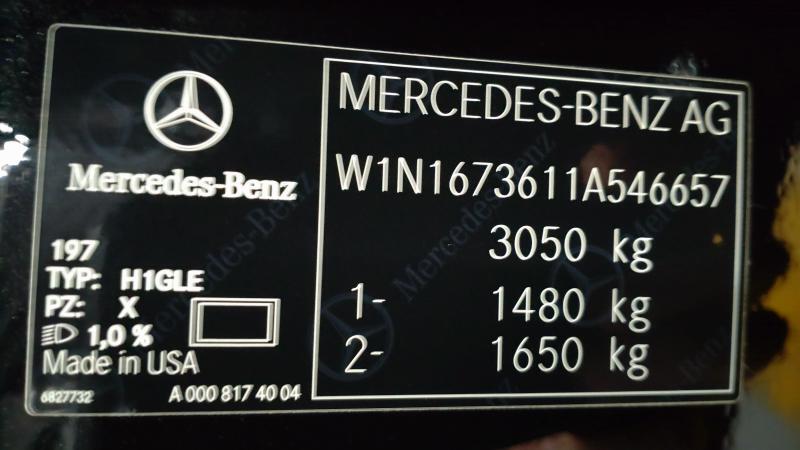 Mercedes-Benz
197
TYP: H1GLE
PZ: X
1,0 %
Made in USA
6827732
A 000 817 40 04
MERCEDES-BENZ AG
W1N1673611A546657
3050 kg
1- 1480 kg
2- 1650 kg